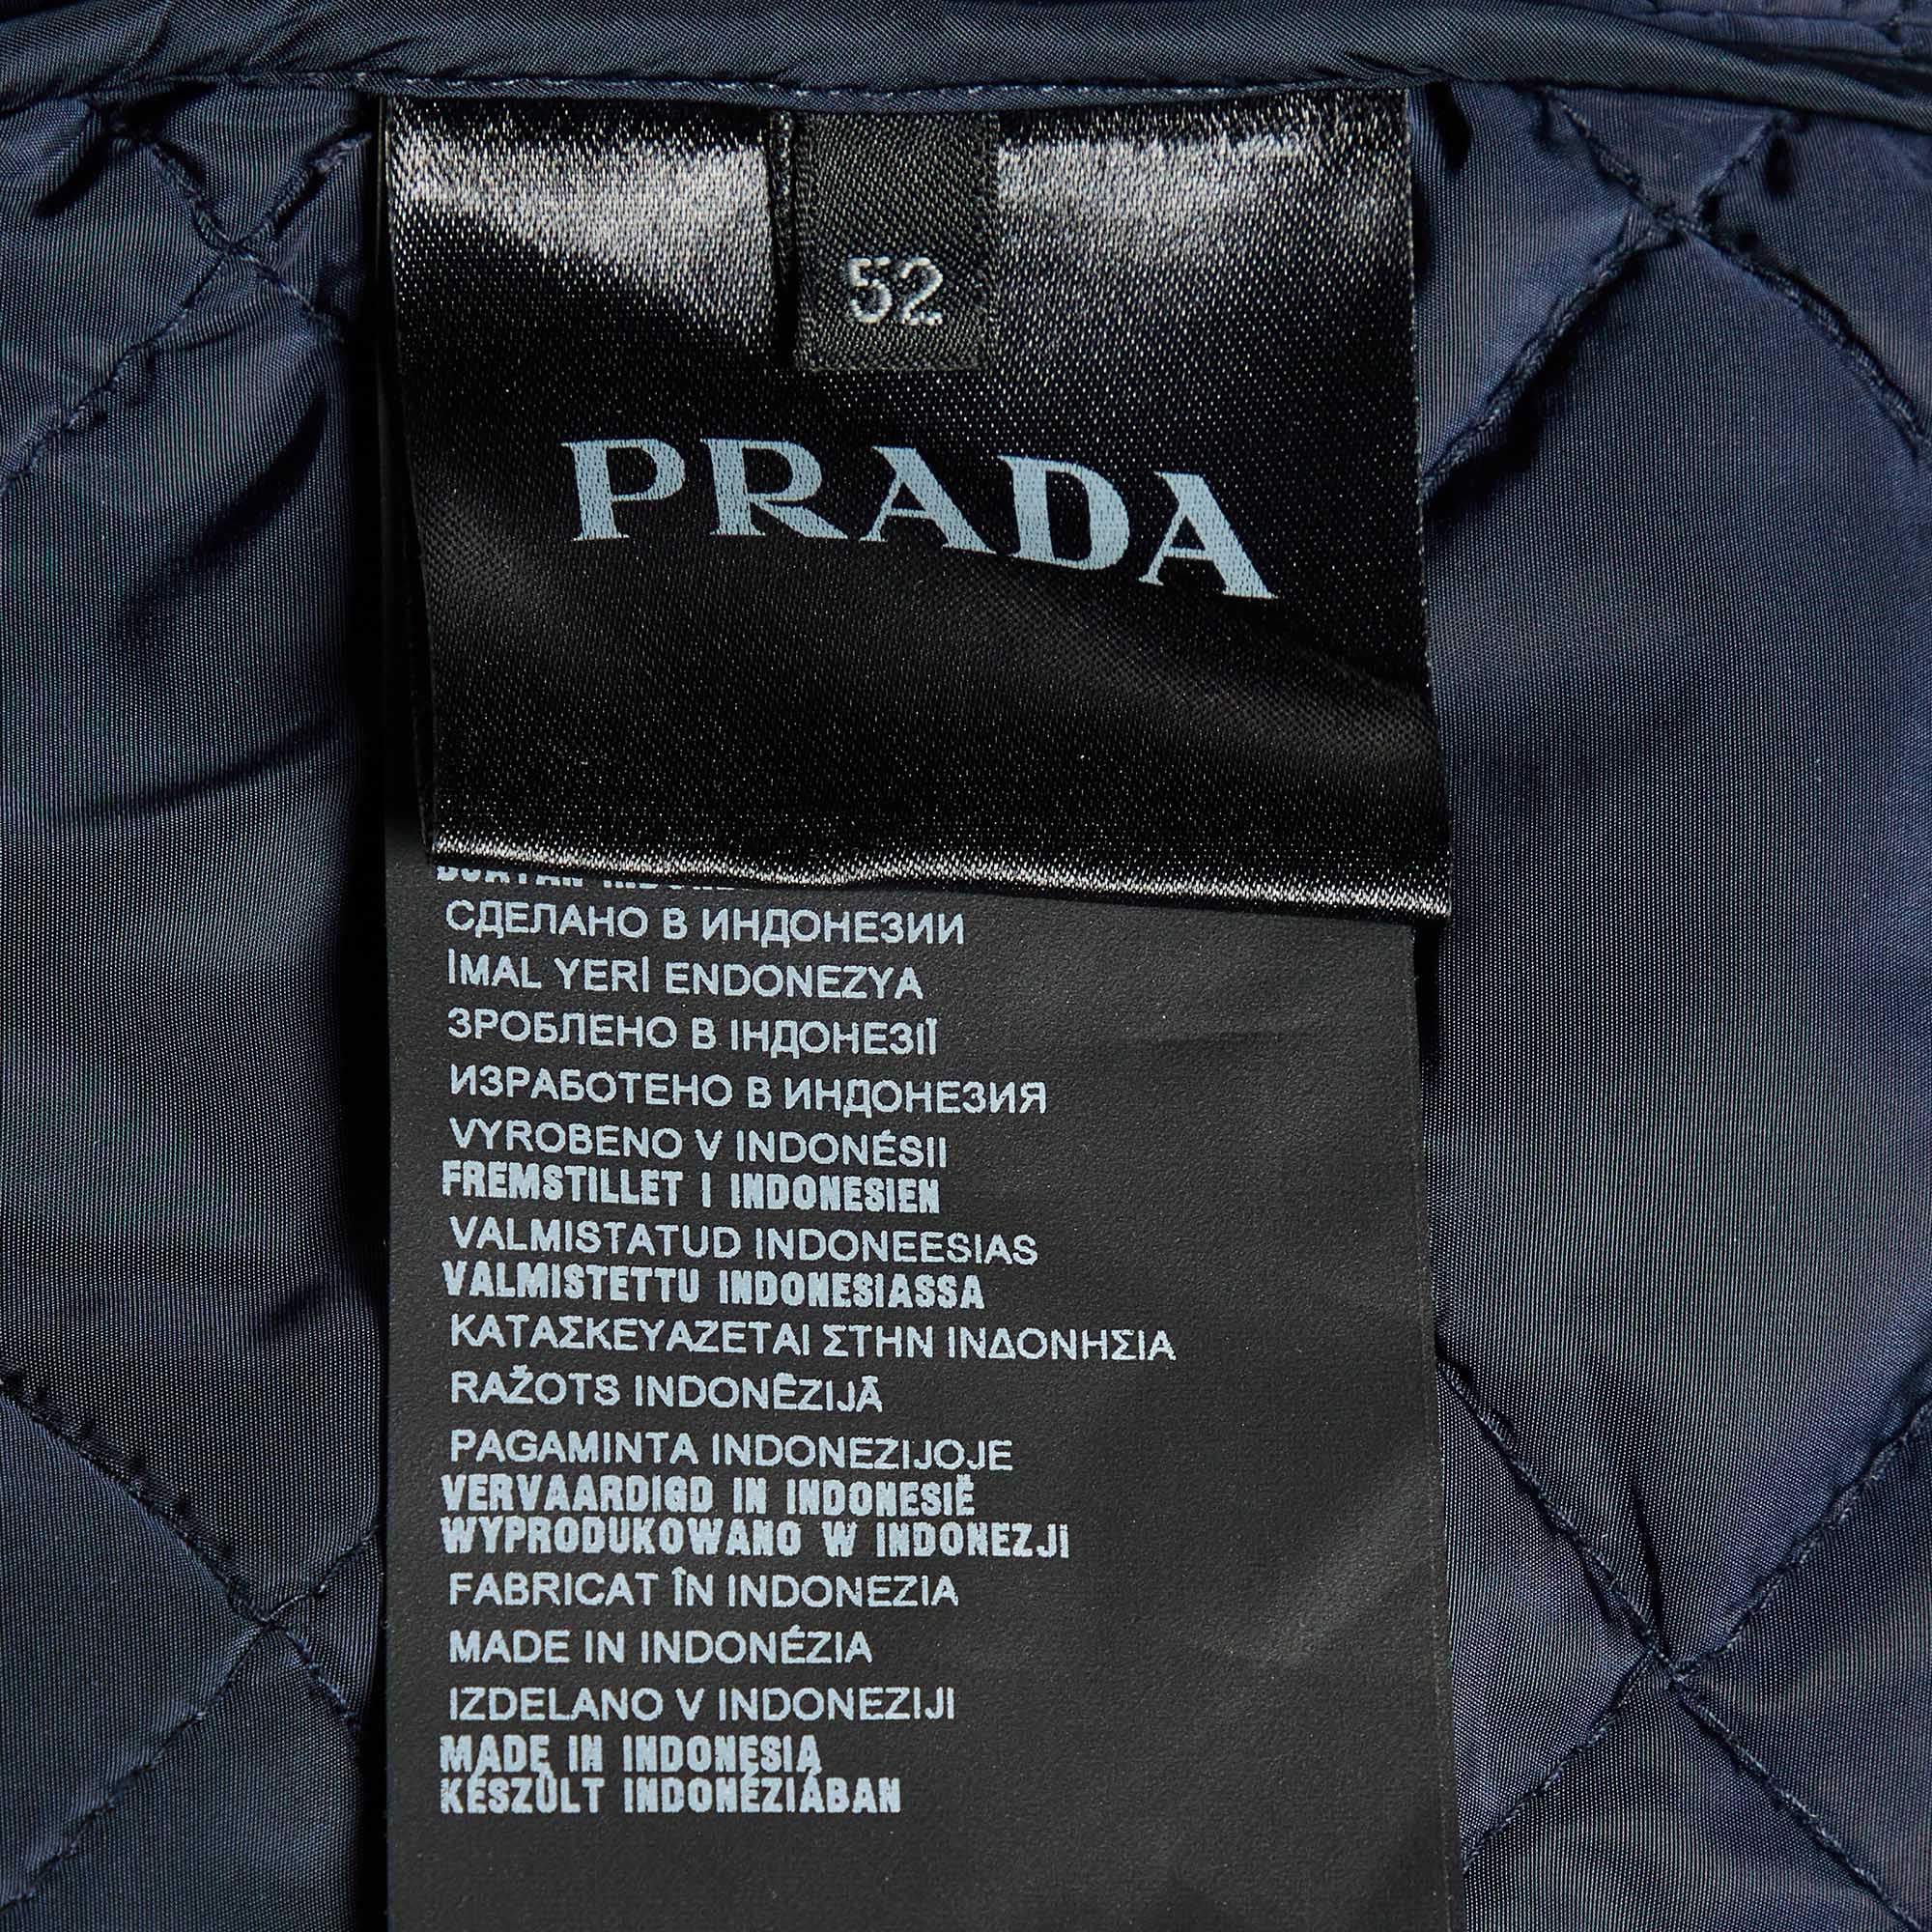 52
PRADA
СДЕЛАНО В ИНДОНЕЗИИ
İMAL YERİ ENDONEZYA
ЗРОБЛЕНО В ІНДОНЕЗІЇ
ИЗРАБОТЕНО В ИНДОНЕЗИЯ
VYROBENO V INDONÉSII
FREMSTILLET I INDONESIEN
VALMISTATUD INDONEESIAS
VALMISTETTU INDONESIASSA
ΚΑΤΑΣΚΕΥΑΖΕΤΑΙ ΣΤΗΝ ΙΝΔΟΝΗΣΙΑ
RAŽOTS INDONĒZIJĀ
PAGAMINTA INDONEZIJOJE
VERVAARDIGD IN INDONESIË
WYPRODUKOWANO W INDONEZJI
FABRICAT ÎN INDONEZIA
MADE IN INDONÉZIA
IZDELANO V INDONEZIJI
MADE IN INDONESIA
KÉSZÜLT INDONÉZIÁBAN